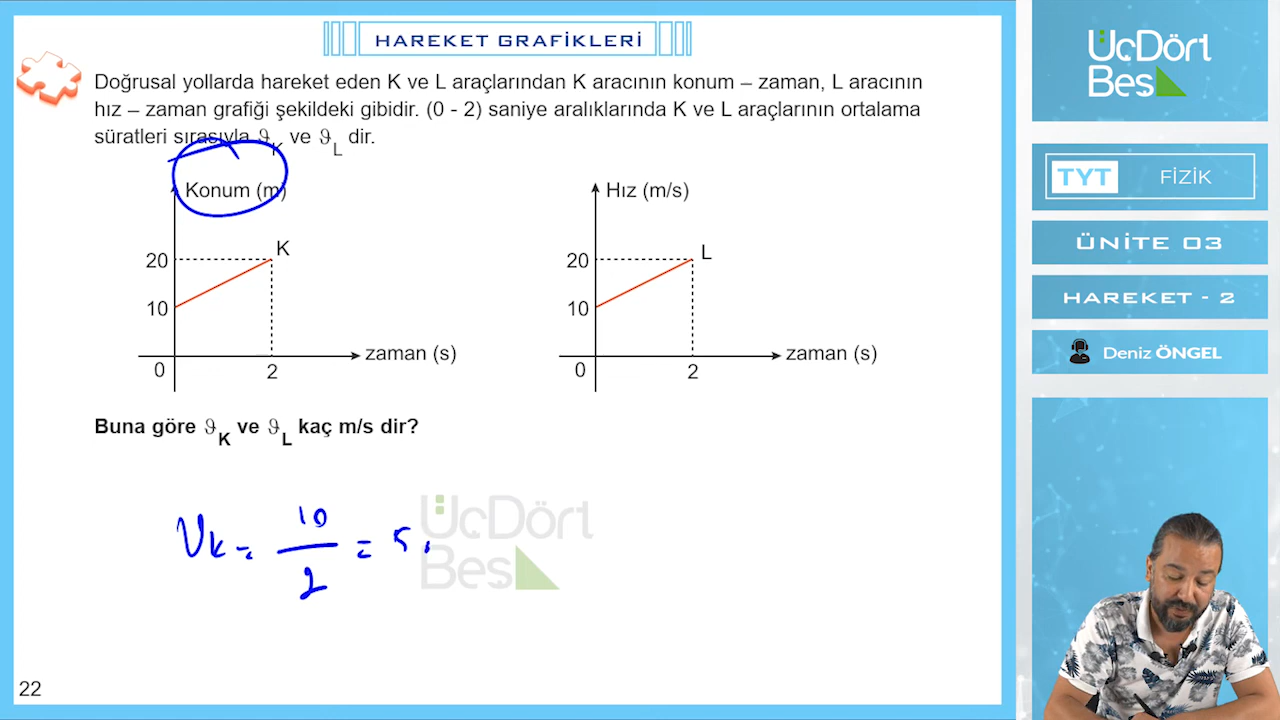 HAREKET GRAFİKLERİ
Doğrusal yollarda hareket eden K ve L araçlarından K aracının konum – zaman, L aracının
hız – zaman grafiği şekildeki gibidir. (0 - 2) saniye aralıklarında K ve L araçlarının ortalama
süratleri sırasıyla ϑK ve ϑL dir.
Konum (m)
K
20
10
0
2
zaman (s)
Hız (m/s)
L
20
10
0
2
zaman (s)
Buna göre ϑK ve ϑL kaç m/s dir?
VK = 10/2 = 5
ÜçDört
Beş
22
ÜçDört
Beş
TYT FİZİK
ÜNİTE 03
HAREKET - 2
Deniz ÖNGEL